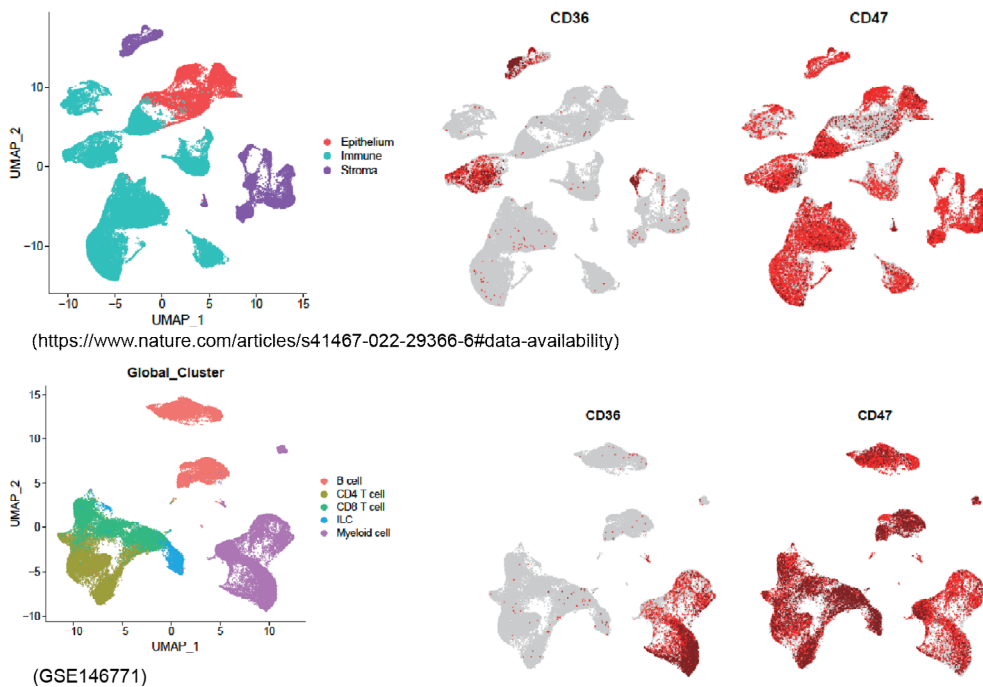 CD36
CD47
10
0
−10
UMAP_2
−10
−5
0
5
10
15
UMAP_1
Epithelium
Immune
Stroma
(https://www.nature.com/articles/s41467-022-29366-6#data-availability)
Global_Cluster
CD36
CD47
15
10
5
0
−5
−10
UMAP_2
10
5
0
5
10
UMAP_1
B cell
CD4 T cell
CD8 T cell
ILC
Myeloid cell
(GSE146771)